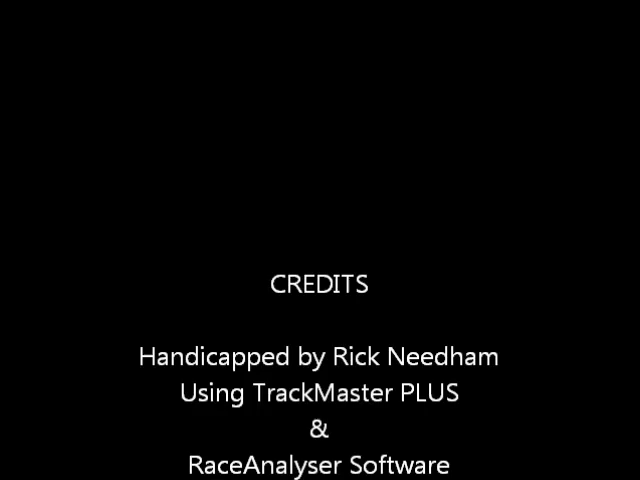 CREDITS
Handicapped by Rick Needham
Using TrackMaster PLUS
&
RaceAnalyser Software